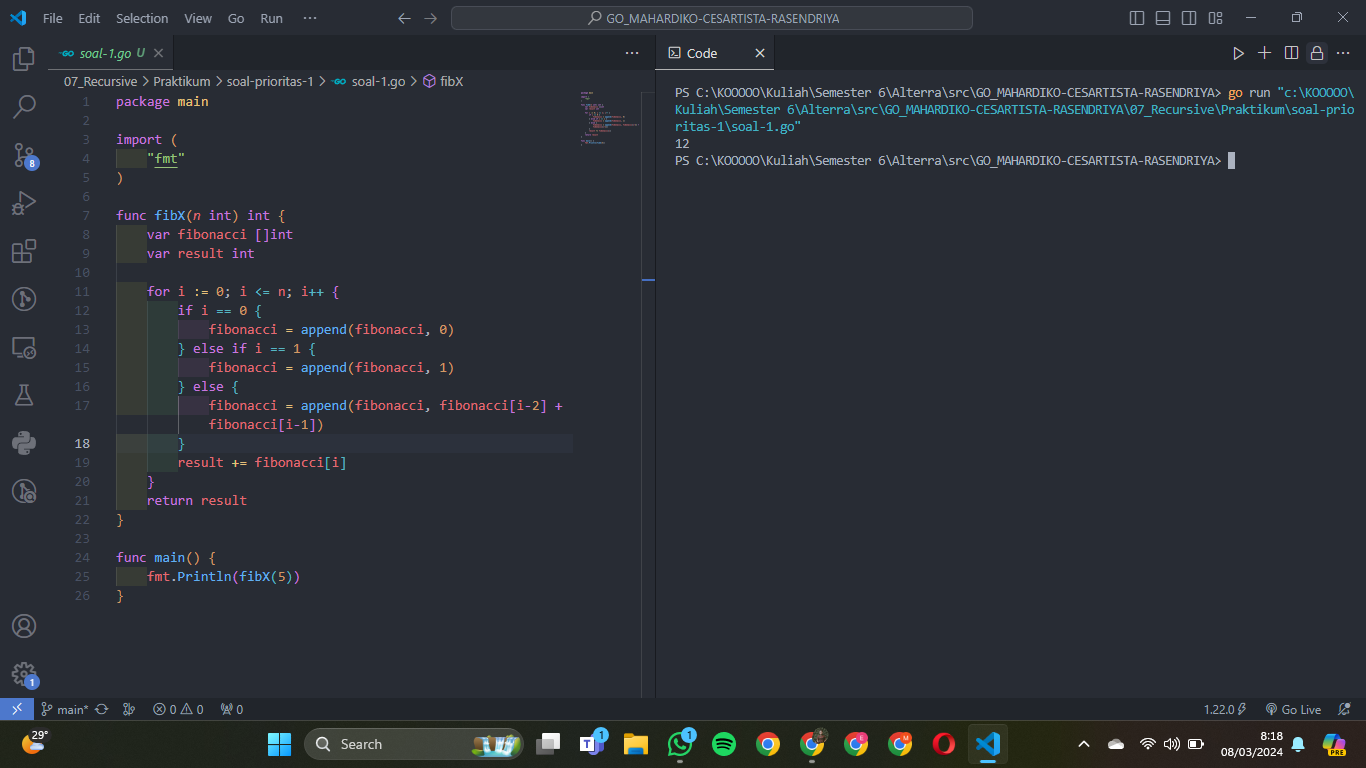 File Edit Selection View Go Run ···
GO_MAHARDIKO-CESARTISTA-RASENDRIYA
GO soal-1.go U
07_Recursive > Praktikum > soal-prioritas-1 > GO soal-1.go > fibX
1 package main
2
3 import (
4 "fmt"
5 )
6
7 func fibX(n int) int {
8 var fibonacci []int
9 var result int
10
11 for i := 0; i <= n; i++ {
12 if i == 0 {
13 fibonacci = append(fibonacci, 0)
14 } else if i == 1 {
15 fibonacci = append(fibonacci, 1)
16 } else {
17 fibonacci = append(fibonacci, fibonacci[i-2] +
fibonacci[i-1])
18 }
19 result += fibonacci[i]
20 }
21 return result
22 }
23
24 func main() {
25 fmt.Println(fibX(5))
26 }
Code
PS C:\KOOOOO\Kuliah\Semester 6\Alterra\src\GO_MAHARDIKO-CESARTISTA-RASENDRIYA> go run "c:\KOOOOO\
Kuliah\Semester 6\Alterra\src\GO_MAHARDIKO-CESARTISTA-RASENDRIYA\07_Recursive\Praktikum\soal-prio
ritas-1\soal-1.go"
12
PS C:\KOOOOO\Kuliah\Semester 6\Alterra\src\GO_MAHARDIKO-CESARTISTA-RASENDRIYA>
8
1
main* 0 0 0
1.22.0 Go Live
29°
Search
1
1
8:18
08/03/2024
PRE